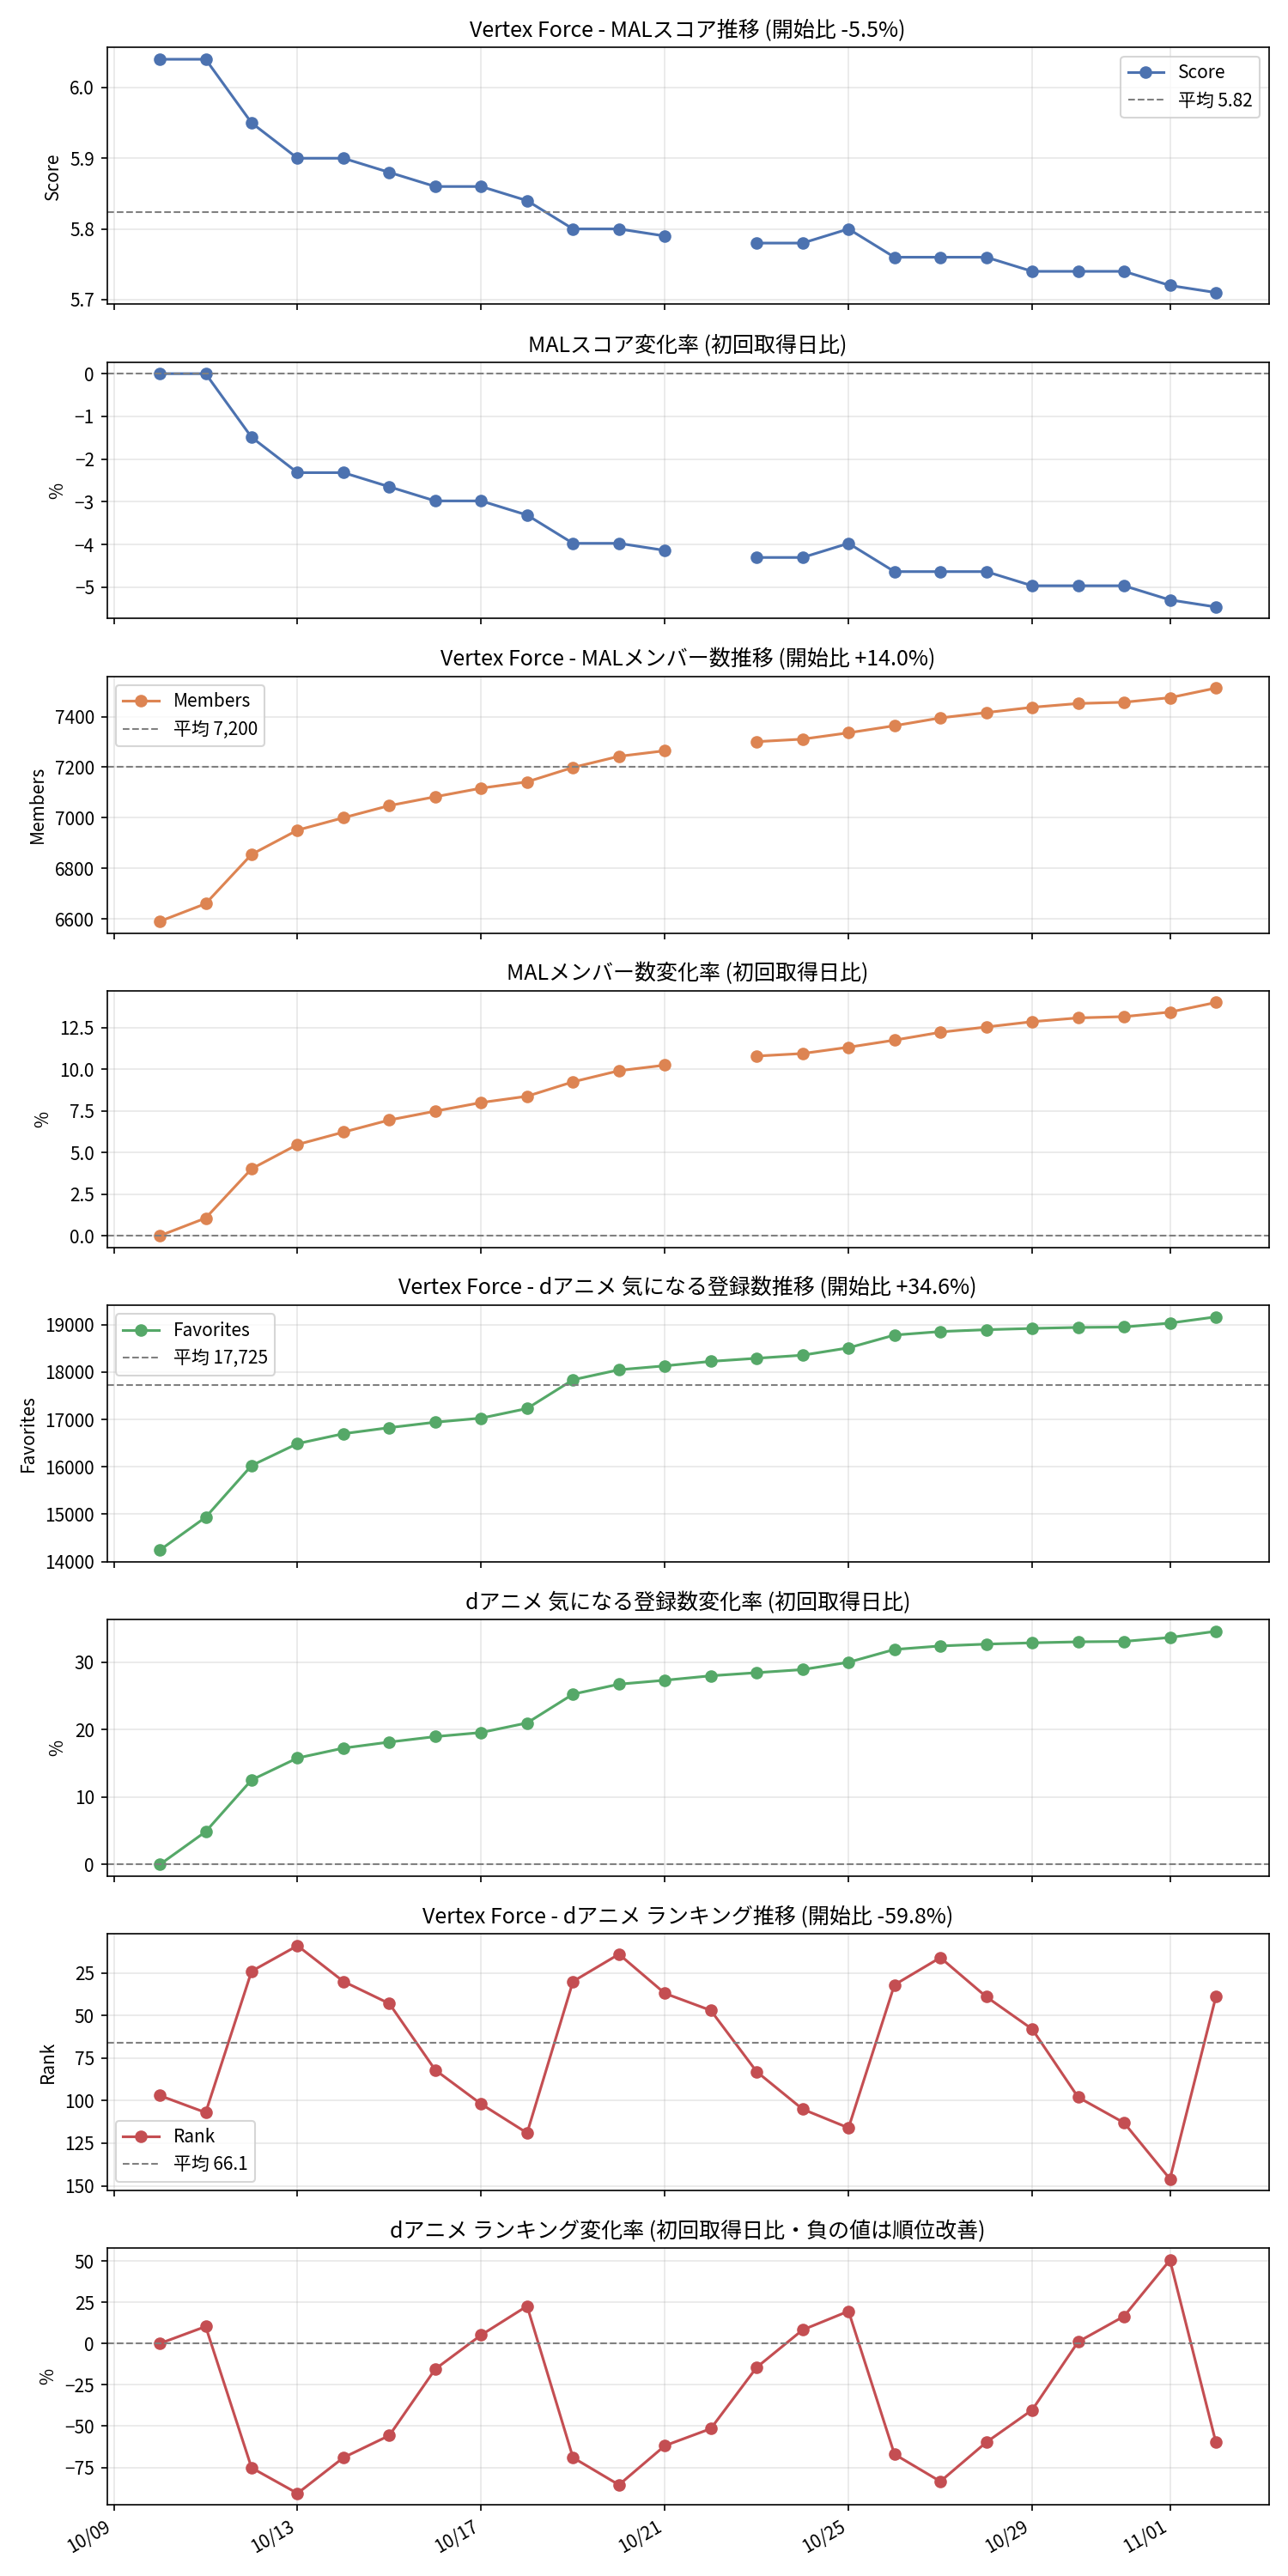 Vertex Force - MALスコア推移 (開始比 -5.5%)
Score
6.0
5.9
5.8
5.7
Score
平均 5.82
MALスコア変化率 (初回取得日比)
%
0
−1
−2
−3
−4
−5
Vertex Force - MALメンバー数推移 (開始比 +14.0%)
Members
7400
7200
7000
6800
6600
Members
平均 7,200
MALメンバー数変化率 (初回取得日比)
%
12.5
10.0
7.5
5.0
2.5
0.0
Vertex Force - dアニメ 気になる登録数推移 (開始比 +34.6%)
Favorites
19000
18000
17000
16000
15000
14000
Favorites
平均 17,725
dアニメ 気になる登録数変化率 (初回取得日比)
%
30
20
10
0
Vertex Force - dアニメ ランキング推移 (開始比 -59.8%)
Rank
25
50
75
100
125
150
Rank
平均 66.1
dアニメ ランキング変化率 (初回取得日比・負の値は順位改善)
%
50
25
0
−25
−50
−75
10/09
10/13
10/17
10/21
10/25
10/29
11/01